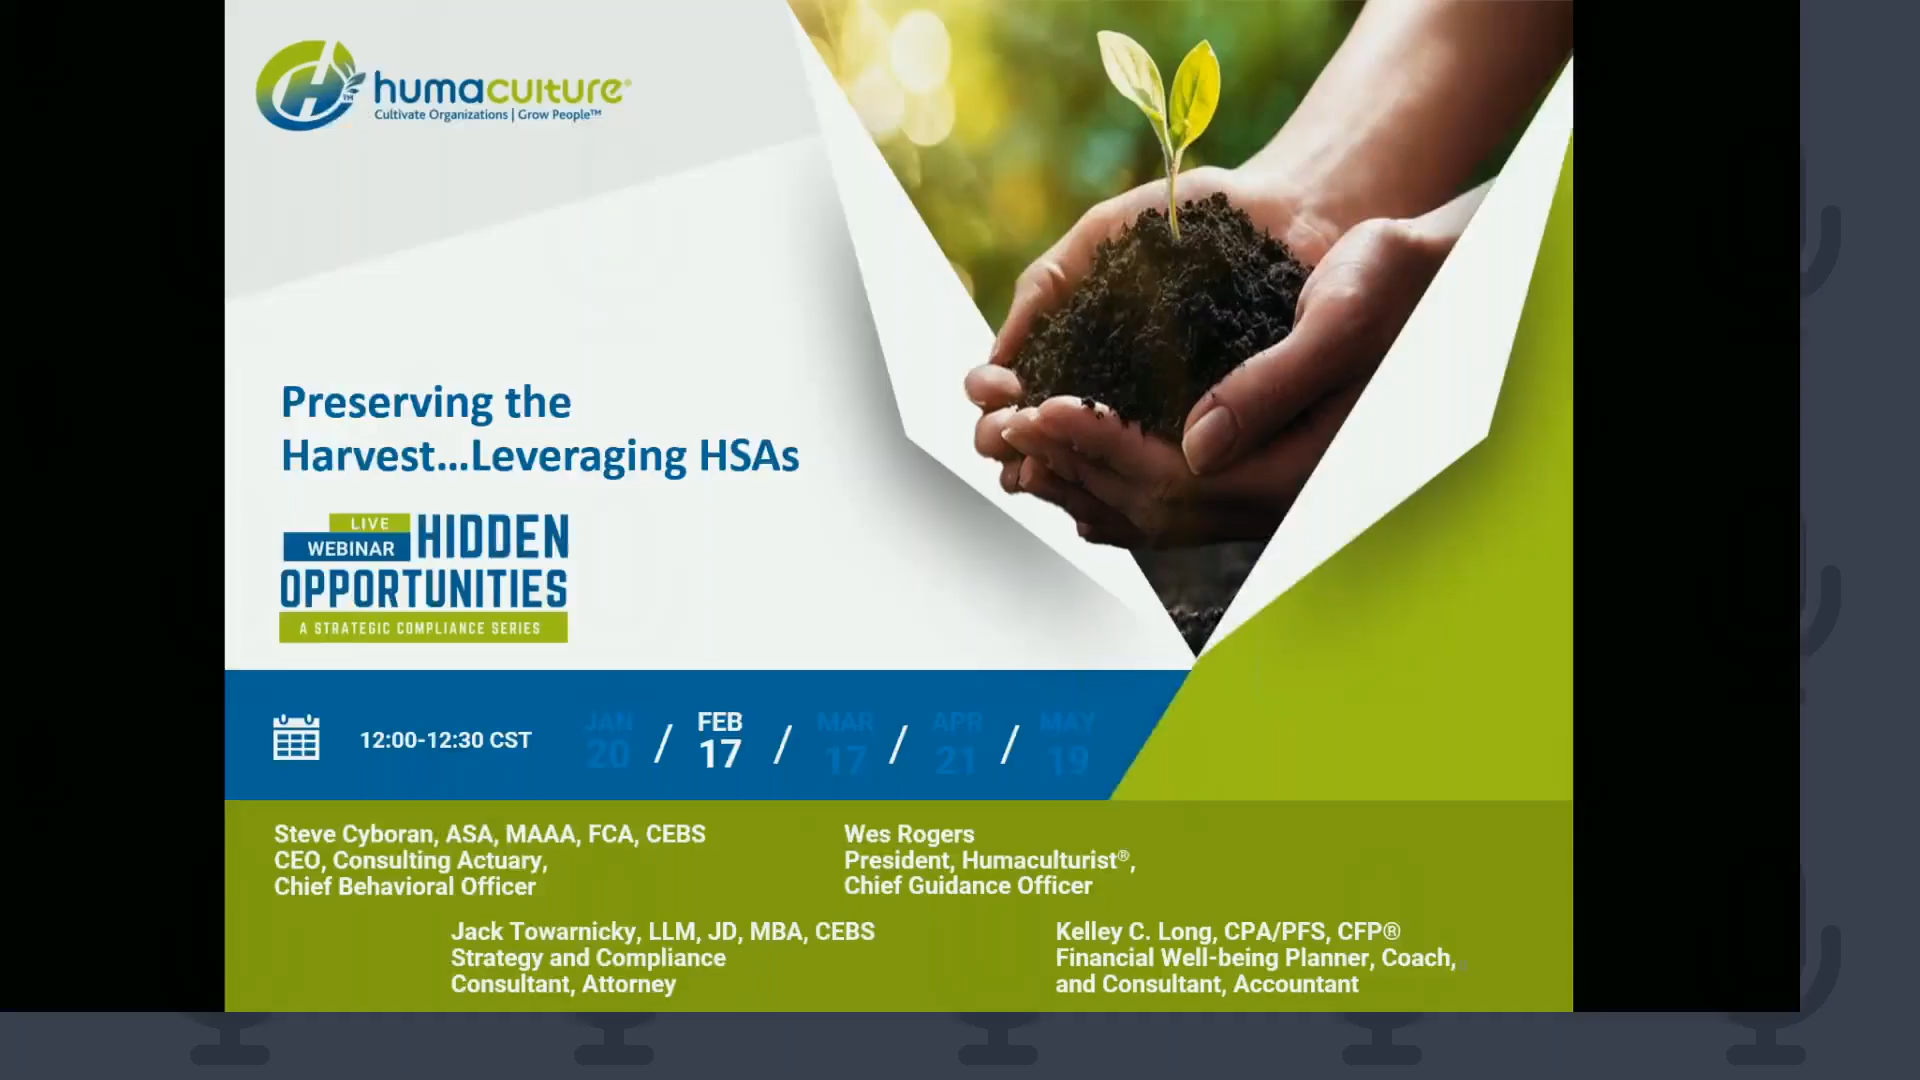 humaculture®
Cultivate Organizations | Grow People™
Preserving the
Harvest...Leveraging HSAs
LIVE
WEBINAR HIDDEN
OPPORTUNITIES
A STRATEGIC COMPLIANCE SERIES
12:00-12:30 CST
JAN / FEB / MAR / APR / MAY
20 17 17 21 19
Steve Cyboran, ASA, MAAA, FCA, CEBS
CEO, Consulting Actuary,
Chief Behavioral Officer
Wes Rogers
President, Humaculturist®,
Chief Guidance Officer
Jack Towarnicky, LLM, JD, MBA, CEBS
Strategy and Compliance
Consultant, Attorney
Kelley C. Long, CPA/PFS, CFP®
Financial Well-being Planner, Coach,
and Consultant, Accountant